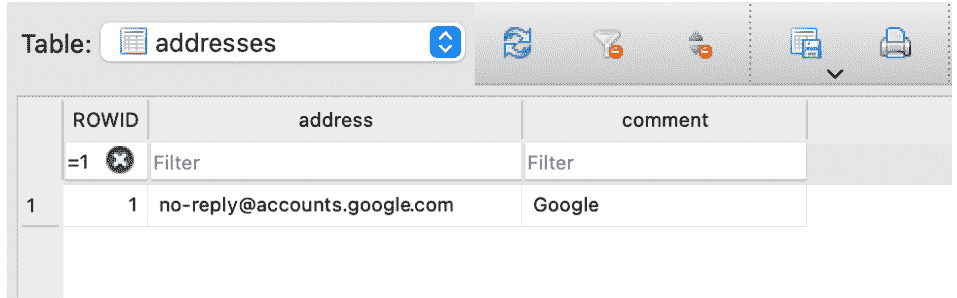 Table: addresses
ROWID address comment
=1 Filter Filter
1 1 no-reply@accounts.google.com Google